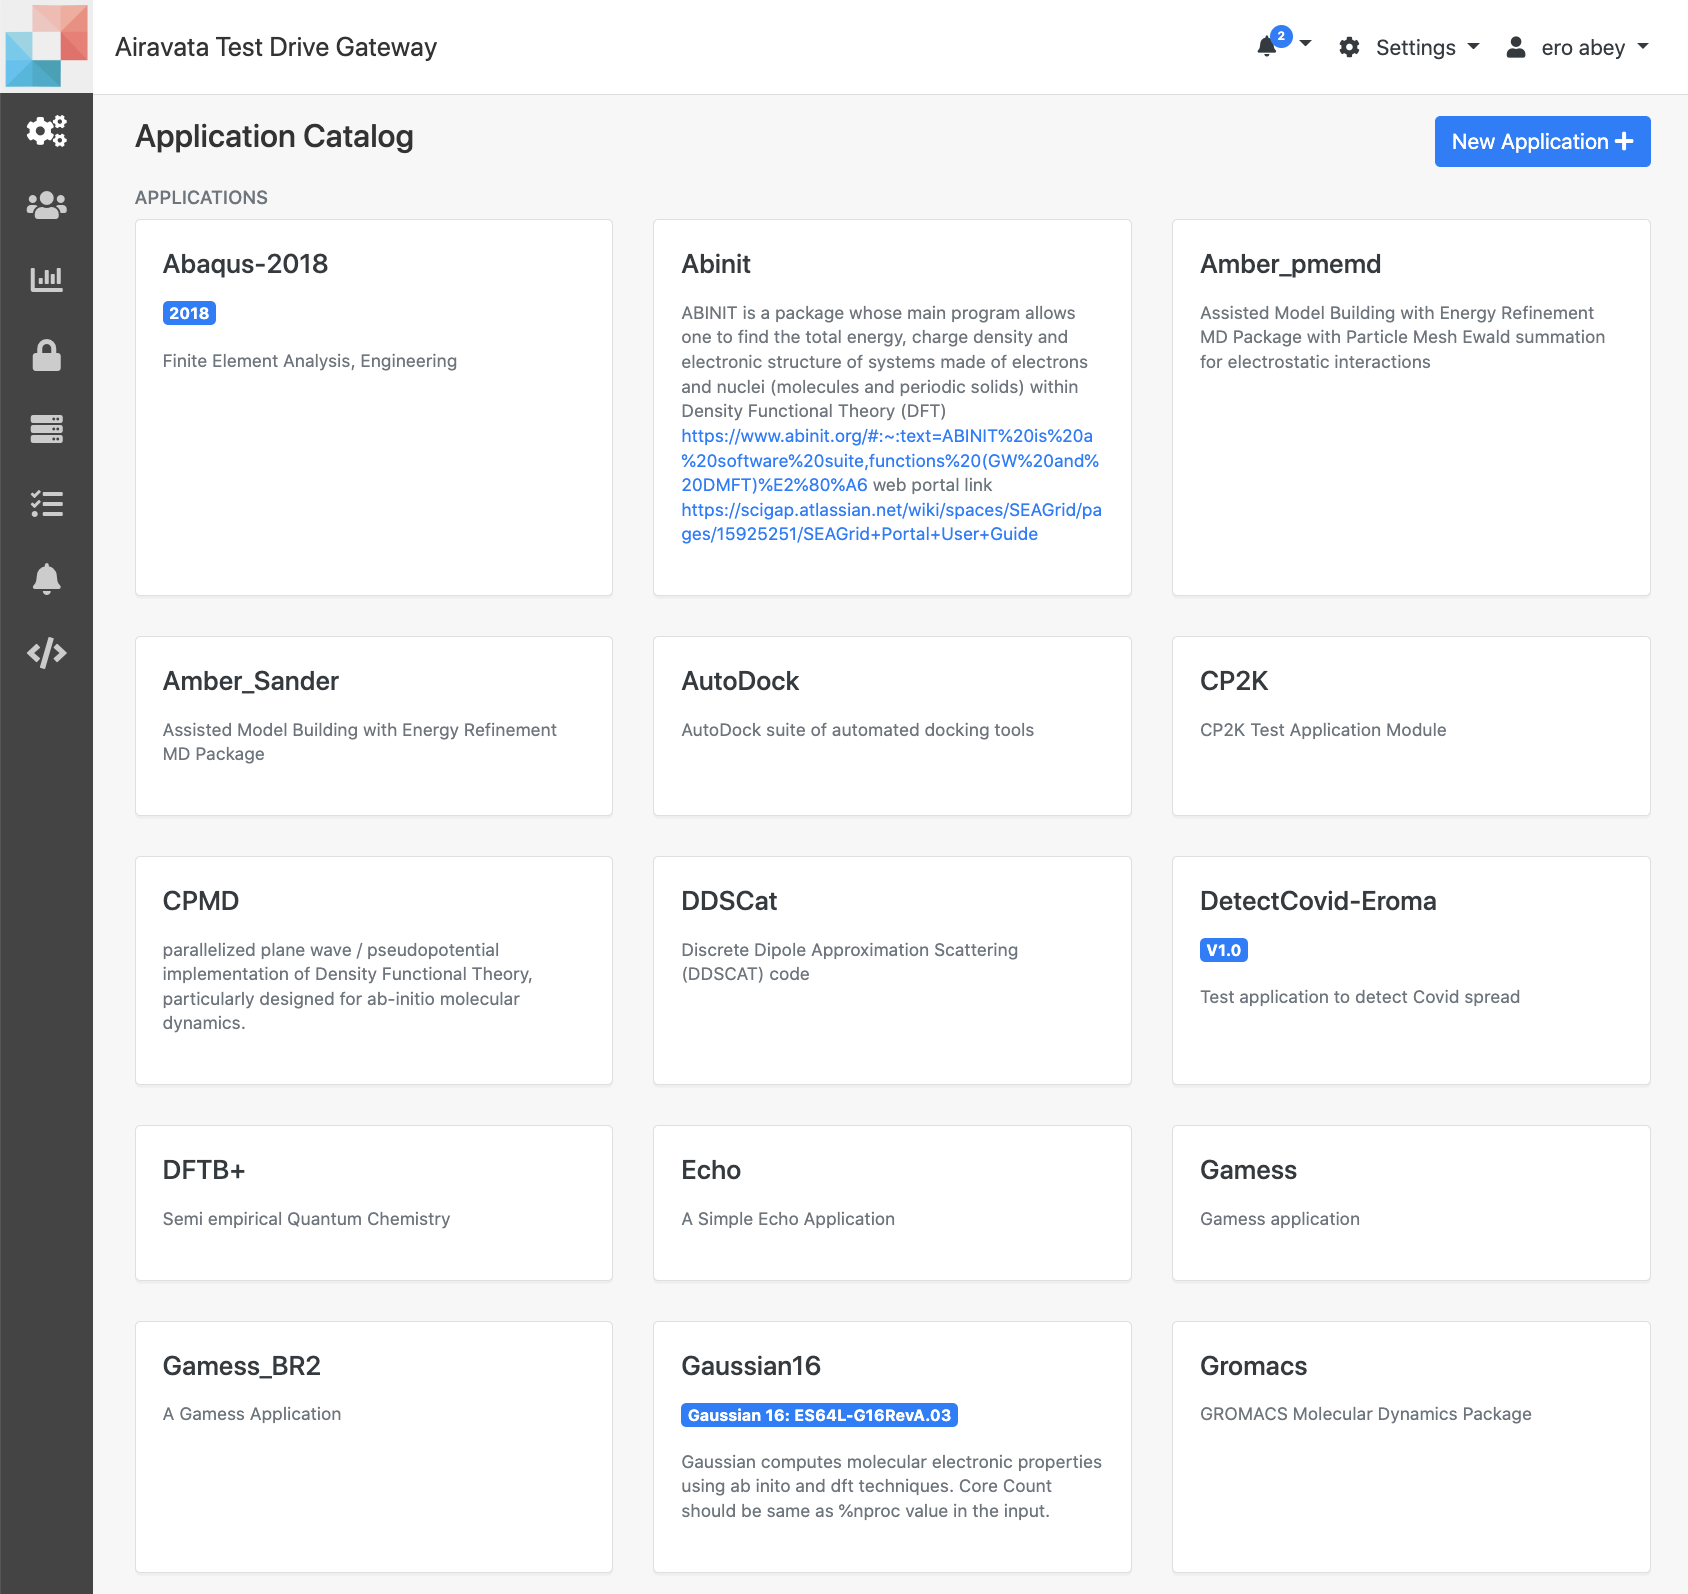 Airavata Test Drive Gateway
2
Settings
ero abey
Application Catalog
New Application
APPLICATIONS
Abaqus-2018
2018
Finite Element Analysis, Engineering
Abinit
ABINIT is a package whose main program allows
one to find the total energy, charge density and
electronic structure of systems made of electrons
and nuclei (molecules and periodic solids) within
Density Functional Theory (DFT)
https://www.abinit.org/#:~:text=ABINIT%20is%20a
%20software%20suite,functions%20(GW%20and%
20DMFT)%E2%80%A6 web portal link
https://scigap.atlassian.net/wiki/spaces/SEAGrid/pa
ges/15925251/SEAGrid+Portal+User+Guide
Amber_pmemd
Assisted Model Building with Energy Refinement
MD Package with Particle Mesh Ewald summation
for electrostatic interactions
Amber_Sander
Assisted Model Building with Energy Refinement
MD Package
AutoDock
AutoDock suite of automated docking tools
CP2K
CP2K Test Application Module
CPMD
parallelized plane wave / pseudopotential
implementation of Density Functional Theory,
particularly designed for ab-initio molecular
dynamics.
DDSCat
Discrete Dipole Approximation Scattering
(DDSCAT) code
DetectCovid-Eroma
V1.0
Test application to detect Covid spread
DFTB+
Semi empirical Quantum Chemistry
Echo
A Simple Echo Application
Gamess
Gamess application
Gamess_BR2
A Gamess Application
Gaussian16
Gaussian 16: ES64L-G16RevA.03
Gaussian computes molecular electronic properties
using ab inito and dft techniques. Core Count
should be same as %nproc value in the input.
Gromacs
GROMACS Molecular Dynamics Package